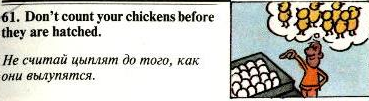 61. Don't count your chickens before
they are hatched.
Не считай цыплят до того, как
они вылупятся.